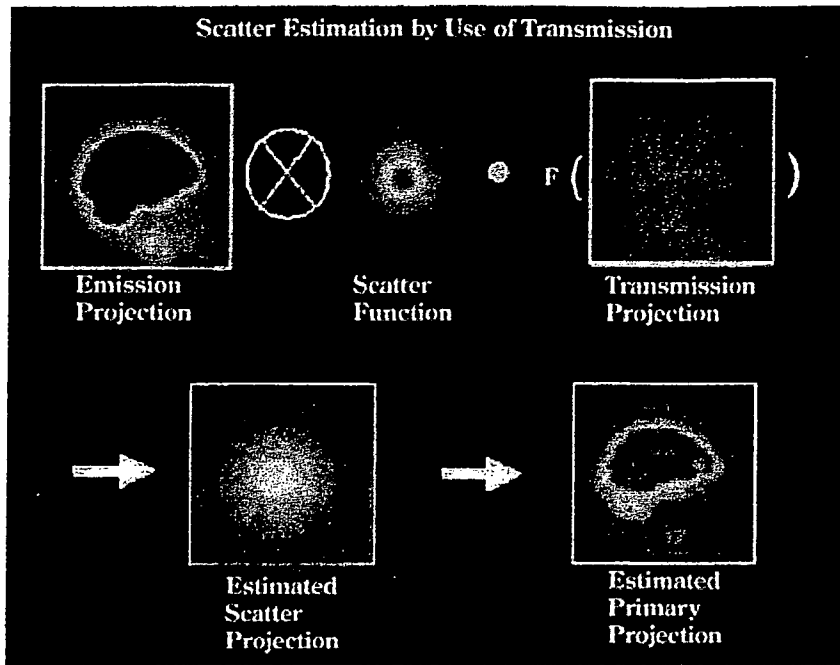 Scatter Estimation by Use of Transmission
F ( )
Emission
Projection
Scatter
Function
Transmission
Projection
Estimated
Scatter
Projection
Estimated
Primary
Projection